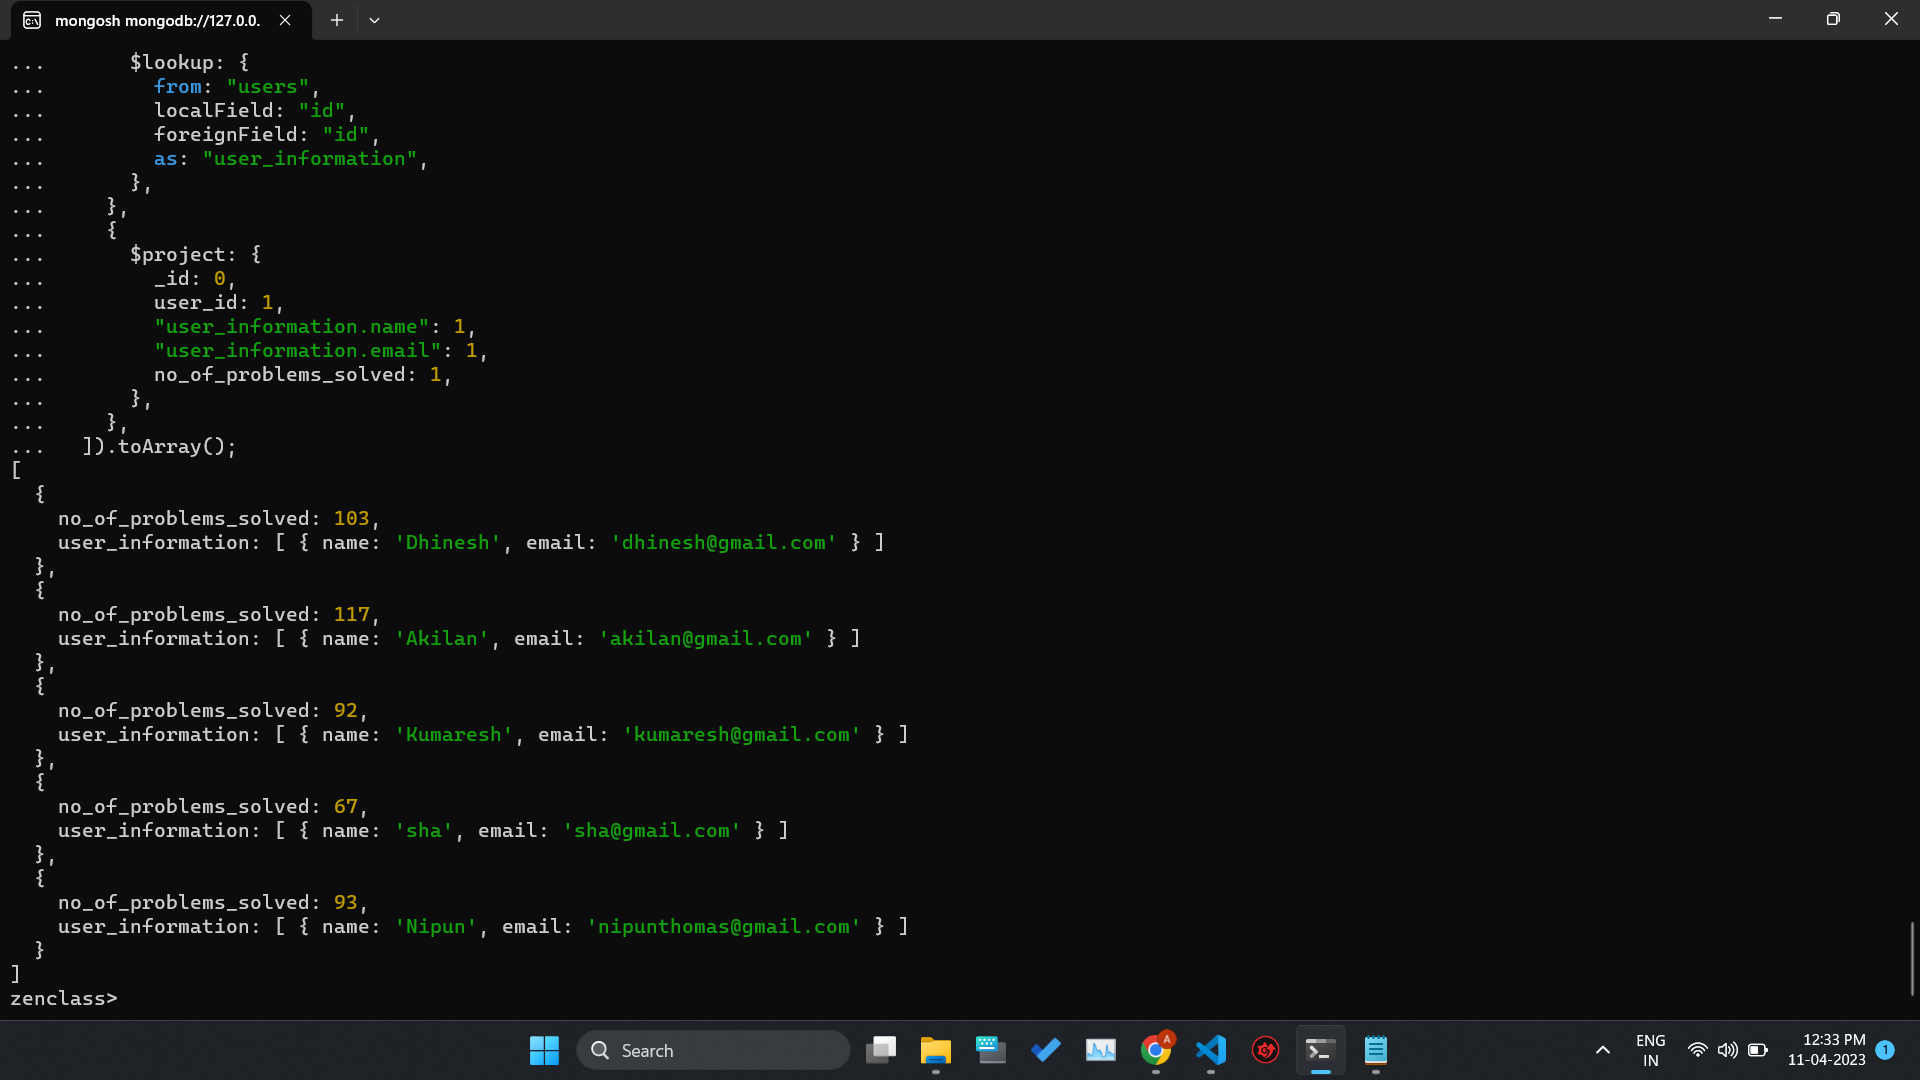 mongosh mongodb://127.0.0.
...       $lookup: {
...         from: "users",
...         localField: "id",
...         foreignField: "id",
...         as: "user_information",
...       },
...     },
...     {
...       $project: {
...         _id: 0,
...         user_id: 1,
...         "user_information.name": 1,
...         "user_information.email": 1,
...         no_of_problems_solved: 1,
...       },
...     },
...   ]).toArray();
[
  {
    no_of_problems_solved: 103,
    user_information: [ { name: 'Dhinesh', email: 'dhinesh@gmail.com' } ]
  },
  {
    no_of_problems_solved: 117,
    user_information: [ { name: 'Akilan', email: 'akilan@gmail.com' } ]
  },
  {
    no_of_problems_solved: 92,
    user_information: [ { name: 'Kumaresh', email: 'kumaresh@gmail.com' } ]
  },
  {
    no_of_problems_solved: 67,
    user_information: [ { name: 'sha', email: 'sha@gmail.com' } ]
  },
  {
    no_of_problems_solved: 93,
    user_information: [ { name: 'Nipun', email: 'nipunthomas@gmail.com' } ]
  }
]
zenclass>
Search
A
ENG
IN
12:33 PM
11-04-2023
1